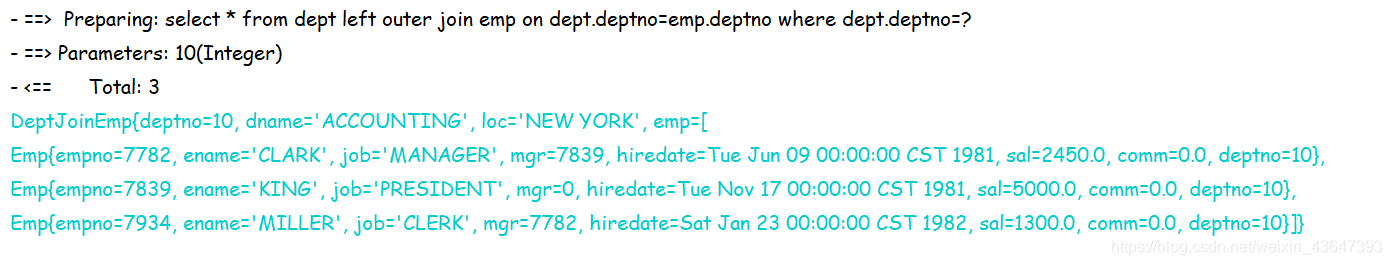 - ==>  Preparing: select * from dept left outer join emp on dept.deptno=emp.deptno where dept.deptno=?
- ==> Parameters: 10(Integer)
- <==      Total: 3
DeptJoinEmp{deptno=10, dname='ACCOUNTING', loc='NEW YORK', emp=[
Emp{empno=7782, ename='CLARK', job='MANAGER', mgr=7839, hiredate=Tue Jun 09 00:00:00 CST 1981, sal=2450.0, comm=0.0, deptno=10},
Emp{empno=7839, ename='KING', job='PRESIDENT', mgr=0, hiredate=Tue Nov 17 00:00:00 CST 1981, sal=5000.0, comm=0.0, deptno=10},
Emp{empno=7934, ename='MILLER', job='CLERK', mgr=7782, hiredate=Sat Jan 23 00:00:00 CST 1982, sal=1300.0, comm=0.0, deptno=10}]}
https://blog.csdn.net/weixin_43647393